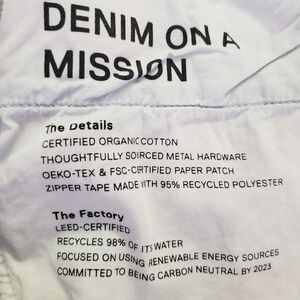 DENIM ON A
MISSION
The Details
CERTIFIED ORGANIC COTTON
THOUGHTFULLY SOIRCED METAL HARDWARE
OEKO-TEX & FSC-CRTIFIED PAPER PATCH
ZIPPER TAPE MADE WITH 95% RECYCLED POLYESTER
The Factory
LEED-CERTIFIED
RECYCLES 98% OF ITS WATER
FOCUSED ON USING RENEWABLE ENERGY SOURCES
COMMITTED TO BEING CARBON NEUTRAL BY 2023